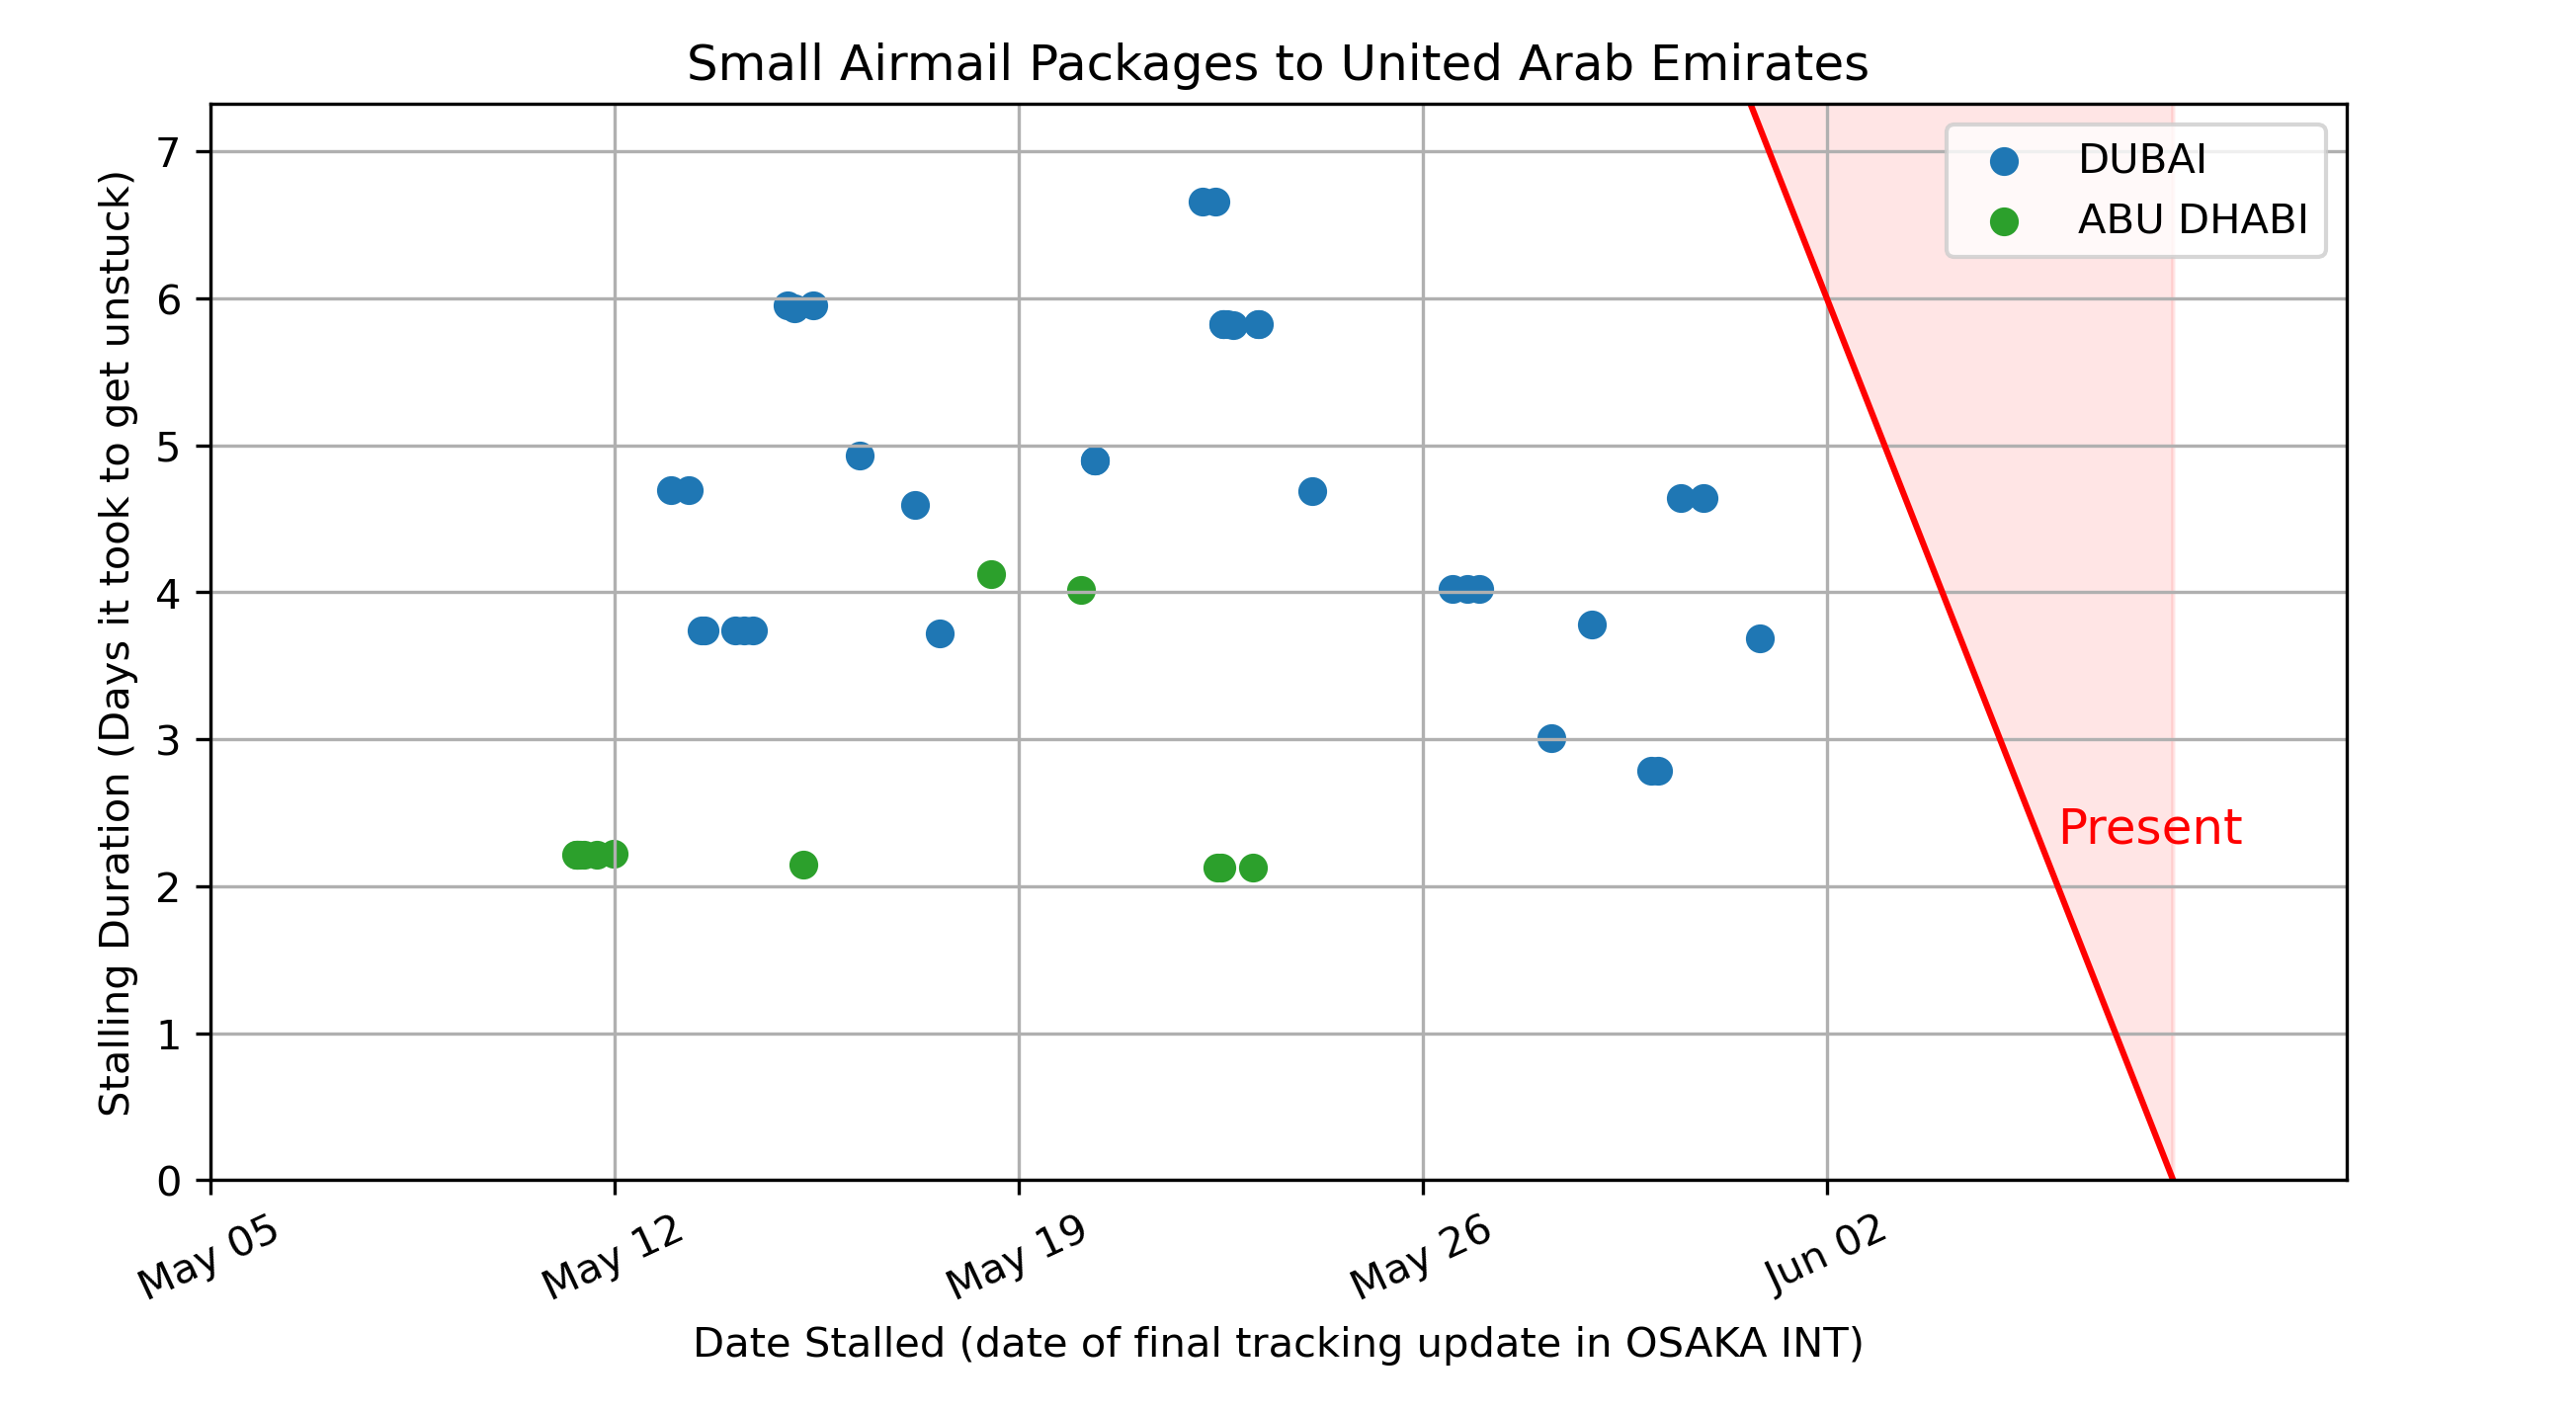 Small Airmail Packages to United Arab Emirates
Stalling Duration (Days it took to get unstuck)
7
6
5
4
3
2
1
0
DUBAI
ABU DHABI
Present
May 05
May 12
May 19
May 26
Jun 02
Date Stalled (date of final tracking update in OSAKA INT)